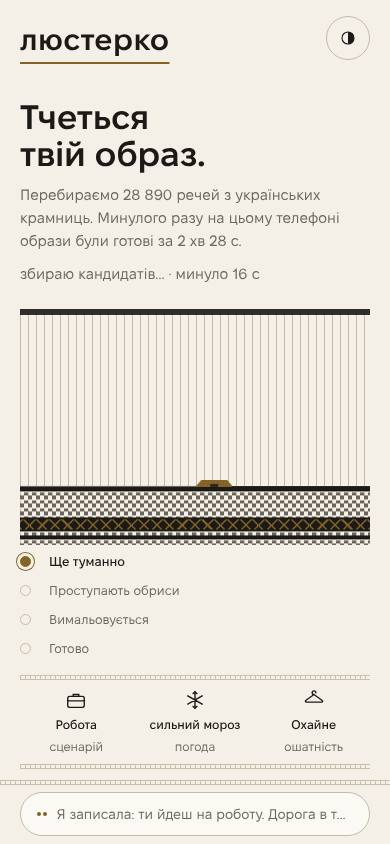 люстерко
Тчеться
твій образ.
Перебираємо 28 890 речей з українських
крамниць. Минулого разу на цьому телефоні
образи були готові за 2 хв 28 с.
збираю кандидатів... · минуло 16 с
Ще туманно
Проступають обриси
Вимальовується
Готово
Робота сильний мороз Охайне
сценарій погода ошатність
Я записала: ти йдеш на роботу. Дорога в т...